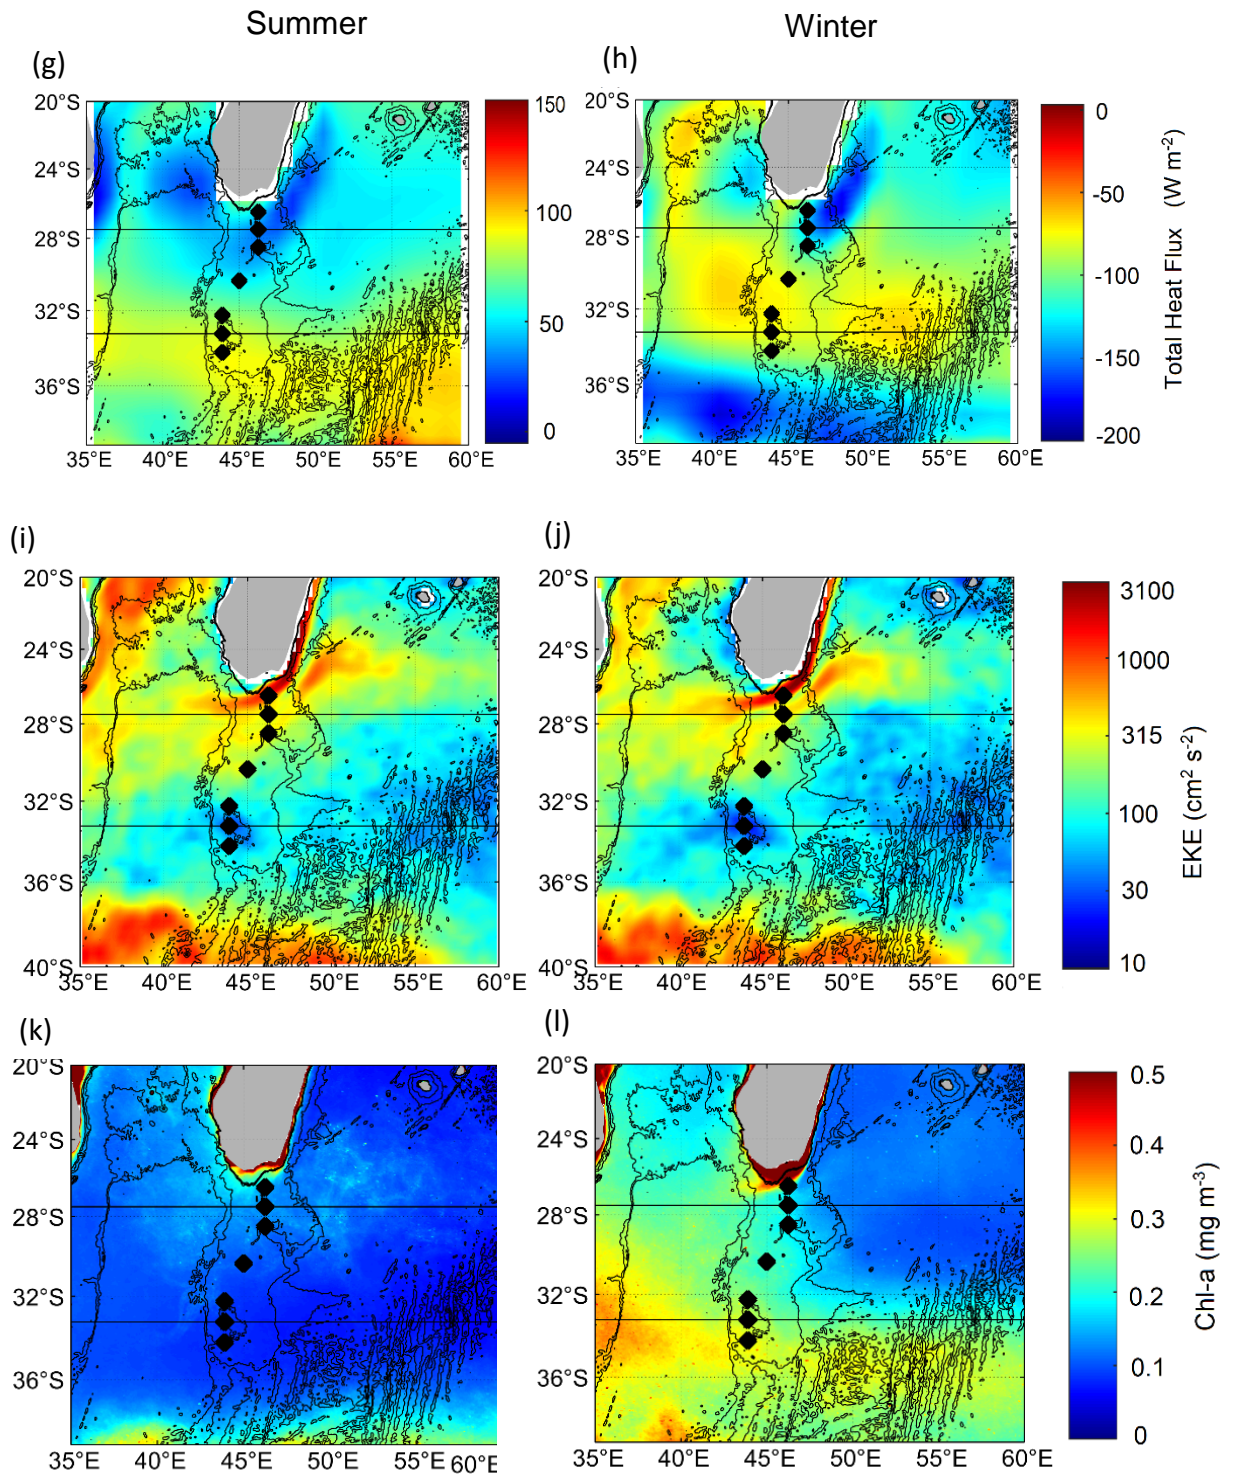 Summer
Winter
(g)
(h)
20°S
24°S
28°S
32°S
36°S
35°E
40°E
45°E
50°E
55°E
60°E
150
100
50
0
20°S
24°S
28°S
32°S
36°S
35°E
40°E
45°E
50°E
55°E
60°E
0
-50
-100
-150
-200
Total Heat Flux (W m-2)
(i)
(j)
20°S
24°S
28°S
32°S
36°S
40°S
35°E
40°E
45°E
50°E
55°E
60°E
20°S
24°S
28°S
32°S
36°S
40°S
35°E
40°E
45°E
50°E
55°E
60°E
3100
1000
315
100
30
10
EKE (cm2 s-2)
(k)
(l)
20°S
24°S
28°S
32°S
36°S
35°E
40°E
45°E
50°E
55°E
60°E
20°S
24°S
28°S
32°S
36°S
35°E
40°E
45°E
50°E
55°E
60°E
0.5
0.4
0.3
0.2
0.1
0
Chl-a (mg m-3)